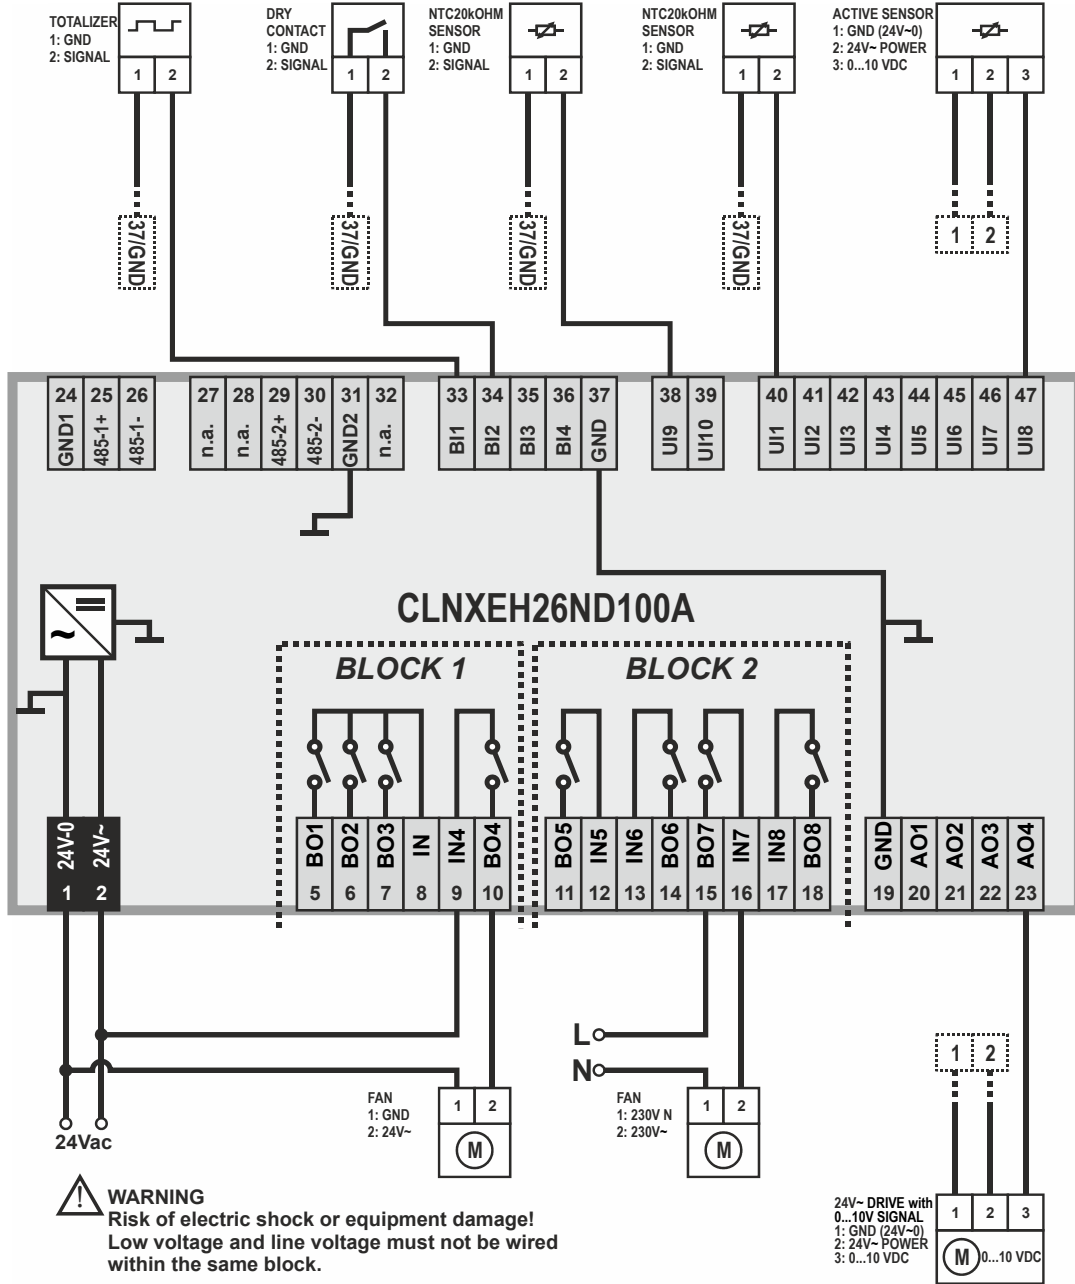 TOTALIZER
1: GND
2: SIGNAL
1 2
DRY
CONTACT
1: GND
2: SIGNAL
1 2
NTC20kOHM
SENSOR
1: GND
2: SIGNAL
1 2
NTC20kOHM
SENSOR
1: GND
2: SIGNAL
1 2
ACTIVE SENSOR
1: GND (24V~0)
2: 24V~ POWER
3: 0...10 VDC
1 2 3
37/GND
37/GND
37/GND
37/GND
1 2
24 25 26
GND1 485-1+ 485-1-
27 28 29 30 31 32
n.a. n.a. 485-2+ 485-2- GND2 n.a.
33 34 35 36 37
BI1 BI2 BI3 BI4 GND
38 39
UI9 UI10
40 41 42 43 44 45 46 47
UI1 UI2 UI3 UI4 UI5 UI6 UI7 UI8
~
CLNXEH26ND100A
BLOCK 1
BLOCK 2
24V-0 24V~
1 2
BO1 BO2 BO3 IN IN4 BO4
5 6 7 8 9 10
BO5 IN5 IN6 BO6 BO7 IN7 IN8 BO8
11 12 13 14 15 16 17 18
GND AO1 AO2 AO3 AO4
19 20 21 22 23
24Vac
L
N
FAN
1: GND
2: 24V~
1 2
M
FAN
1: 230V N
2: 230V~
1 2
M
1 2
24V~ DRIVE with
0...10V SIGNAL
1: GND (24V~0)
2: 24V~ POWER
3: 0...10 VDC
1 2 3
M 0...10 VDC
! WARNING
Risk of electric shock or equipment damage!
Low voltage and line voltage must not be wired
within the same block.